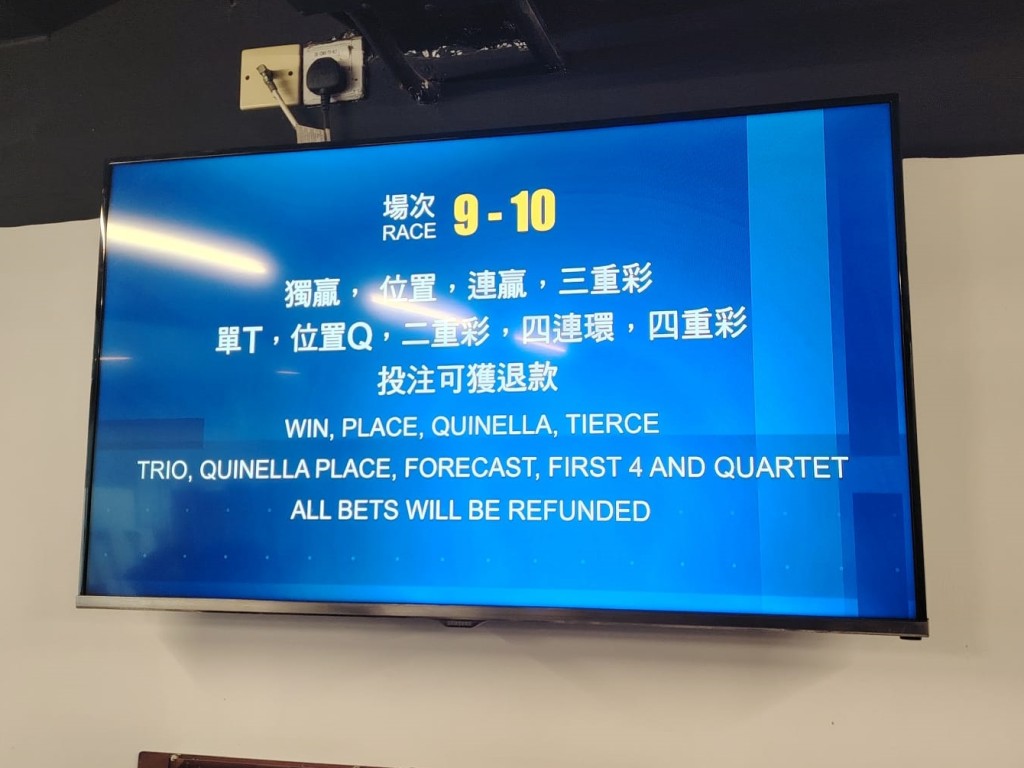 場次
RACE 9 - 10
獨贏， 位置，連贏，三重彩
單T，位置Q，二重彩，四連環，四重彩
投注可獲退款
WIN, PLACE, QUINELLA, TIERCE
TRIO, QUINELLA PLACE, FORECAST, FIRST 4 AND QUARTET
ALL BETS WILL BE REFUNDED